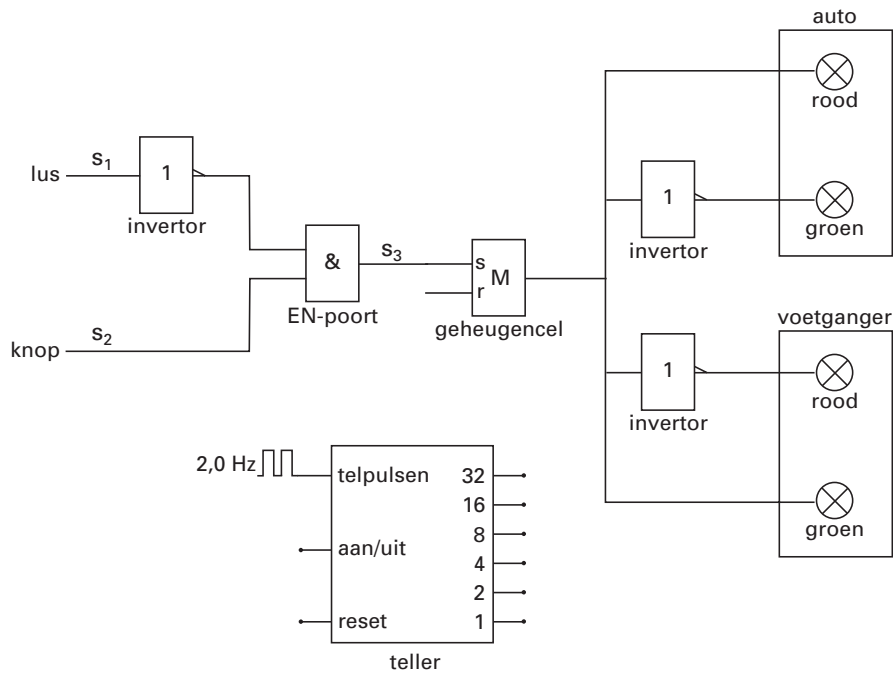 auto
rood
groen
lus
s1
1
invertor
1
invertor
knop
s2
&
EN-poort
s3
s
r
M
geheugencel
voetganger
1
invertor
rood
groen
2,0 Hz
telpulsen
aan/uit
reset
32
16
8
4
2
1
teller